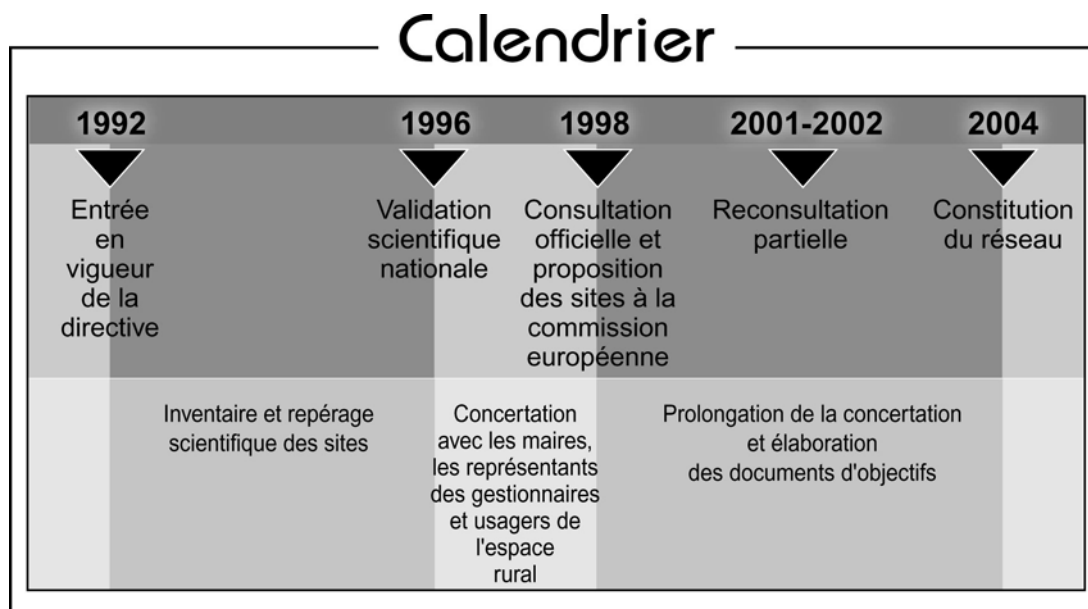 Calendrier
1992
1996
1998
2001-2002
2004
Entrée
en
vigueur
de la
directive
Validation
scientifique
nationale
Consultation
officielle et
proposition
des sites à la
commission
européenne
Reconsultation
partielle
Constitution
du réseau
Inventaire et repérage
scientifique des sites
Concertation
avec les maires,
les représentants
des gestionnaires
et usagers de
l'espace
rural
Prolongation de la concertation
et élaboration
des documents d'objectifs